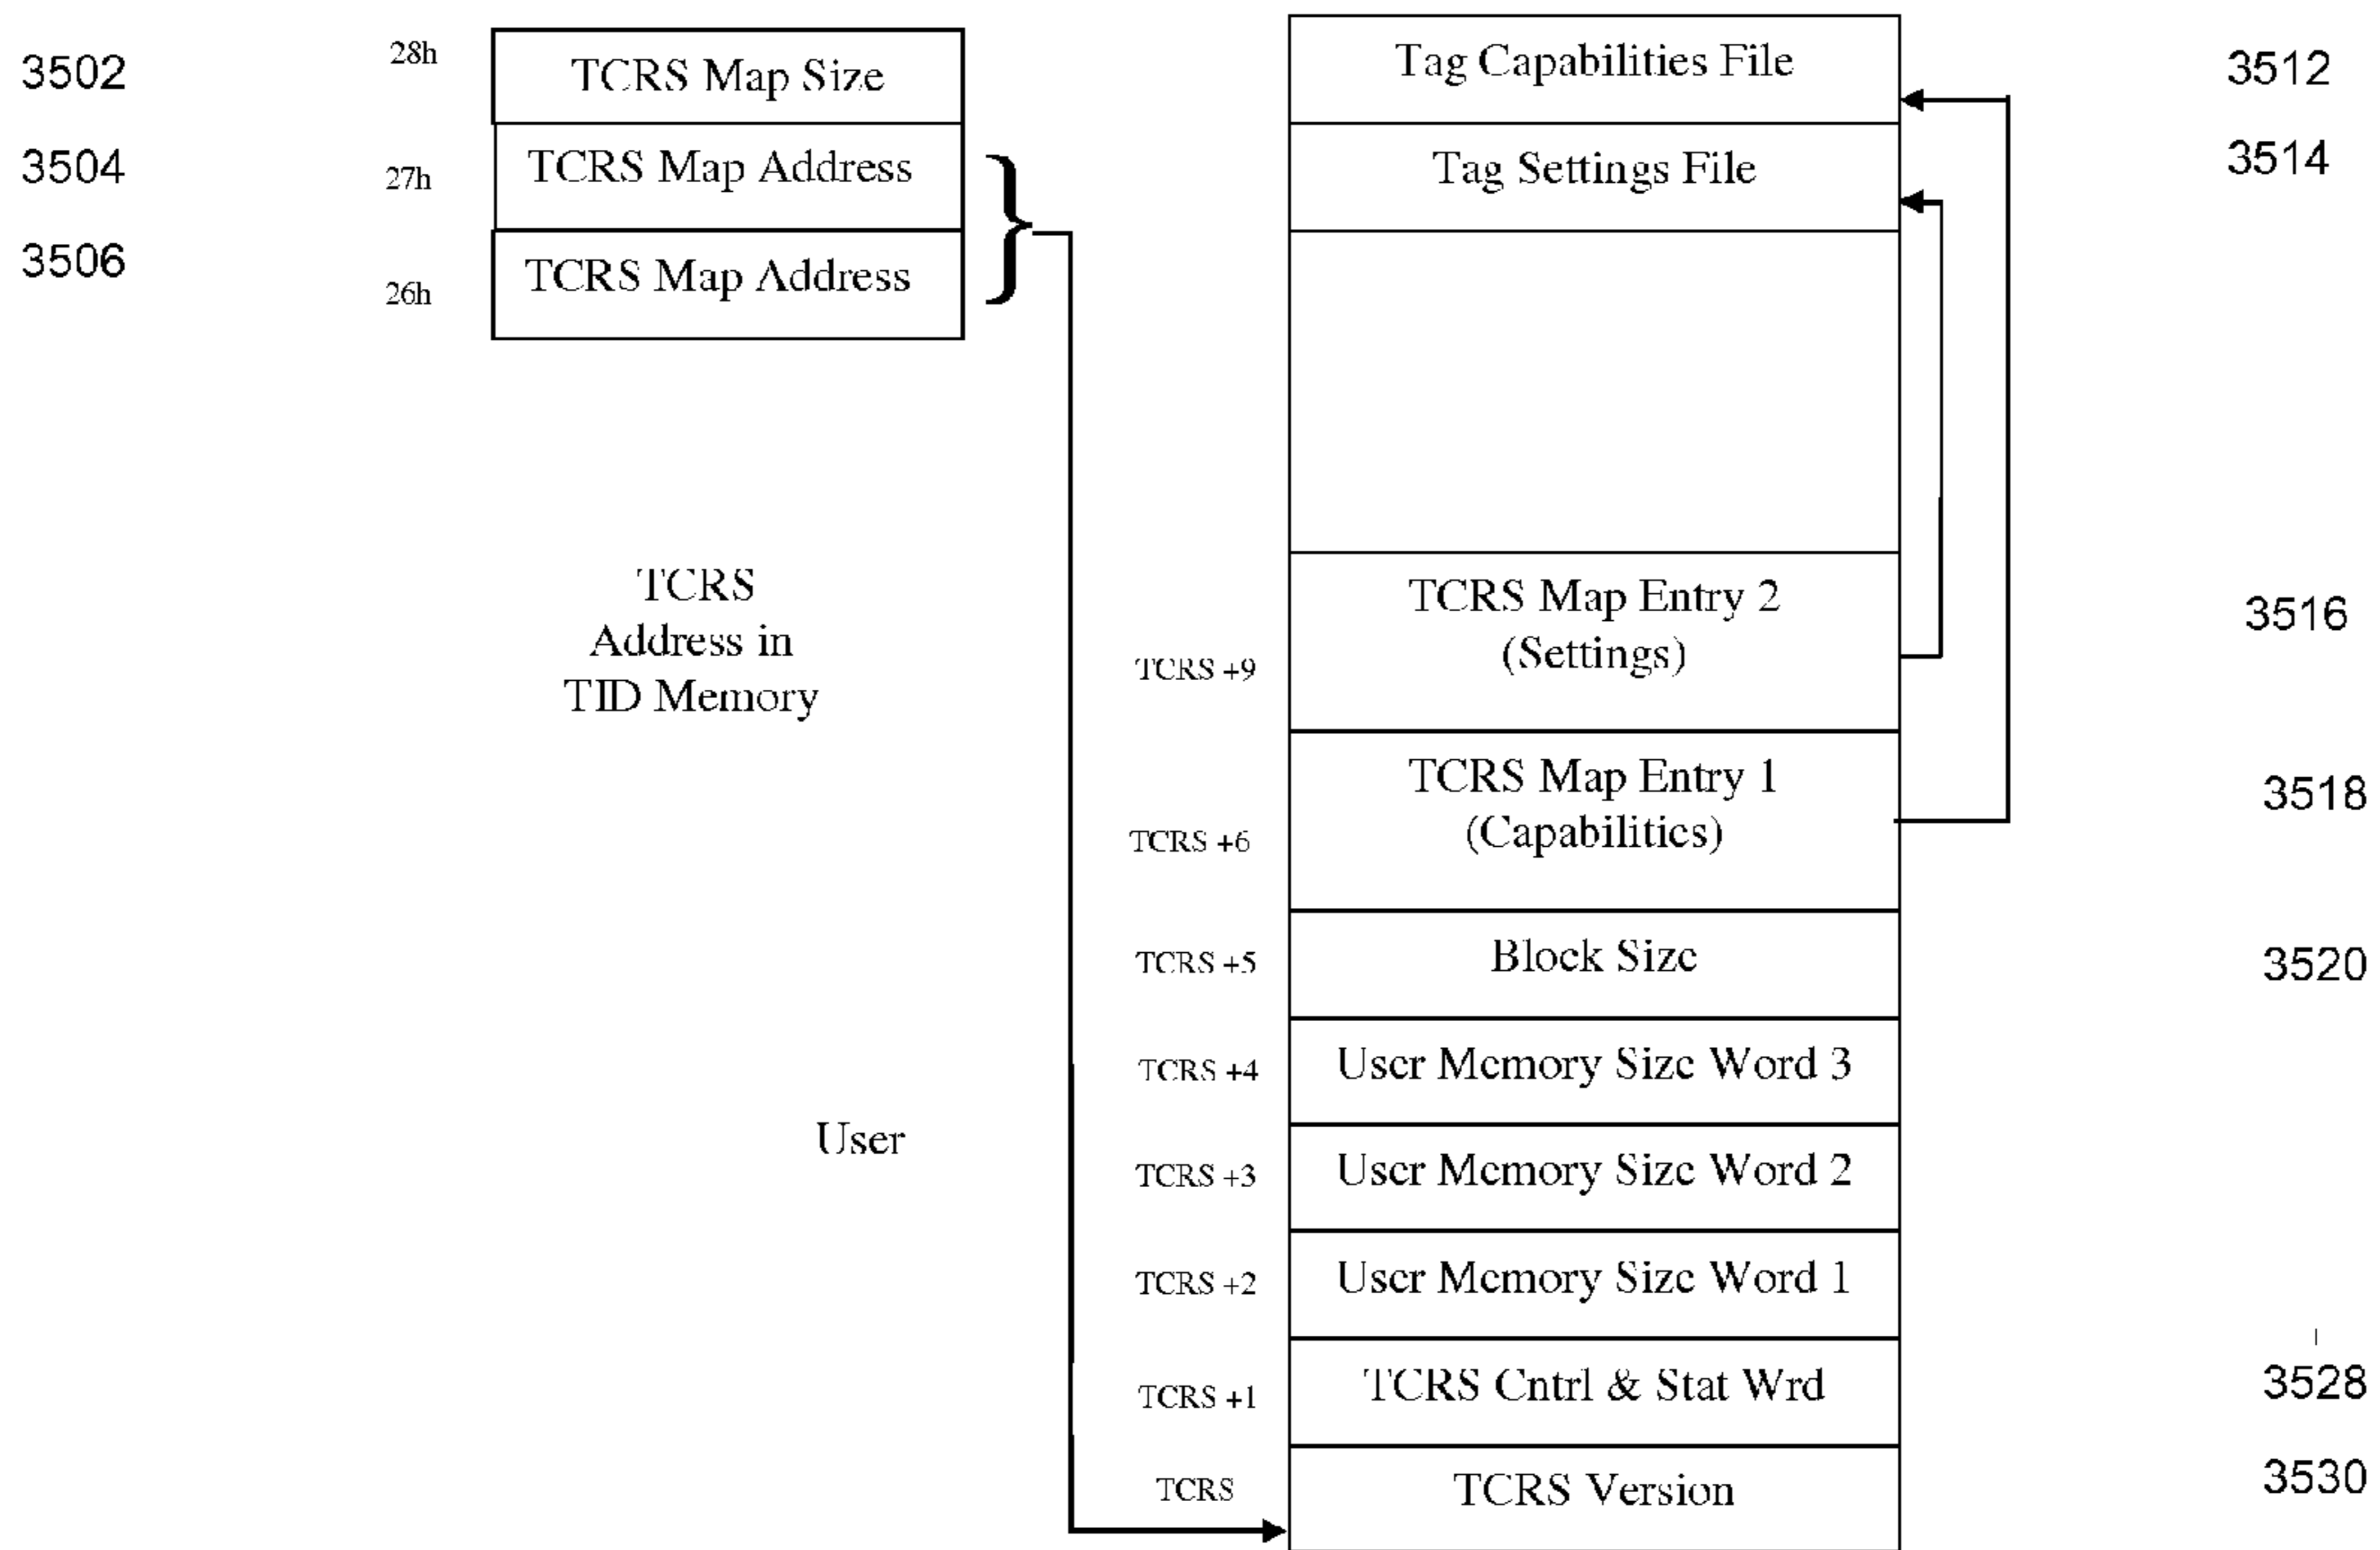 3502 28h TCRS Map Size
3504 27h TCRS Map Address
3506 26h TCRS Map Address
TCRS
Address in
TID Memory
User
Tag Capabilities File 3512
Tag Settings File 3514
TCRS Map Entry 2
(Settings) 3516
TCRS +9
TCRS Map Entry 1 3518
(Capabilities)
TCRS +6
TCRS +5 Block Size 3520
TCRS +4 User Memory Size Word 3
TCRS +3 User Memory Size Word 2
TCRS +2 User Memory Size Word 1
TCRS +1 TCRS Cntrl & Stat Wrd 3528
TCRS TCRS Version 3530